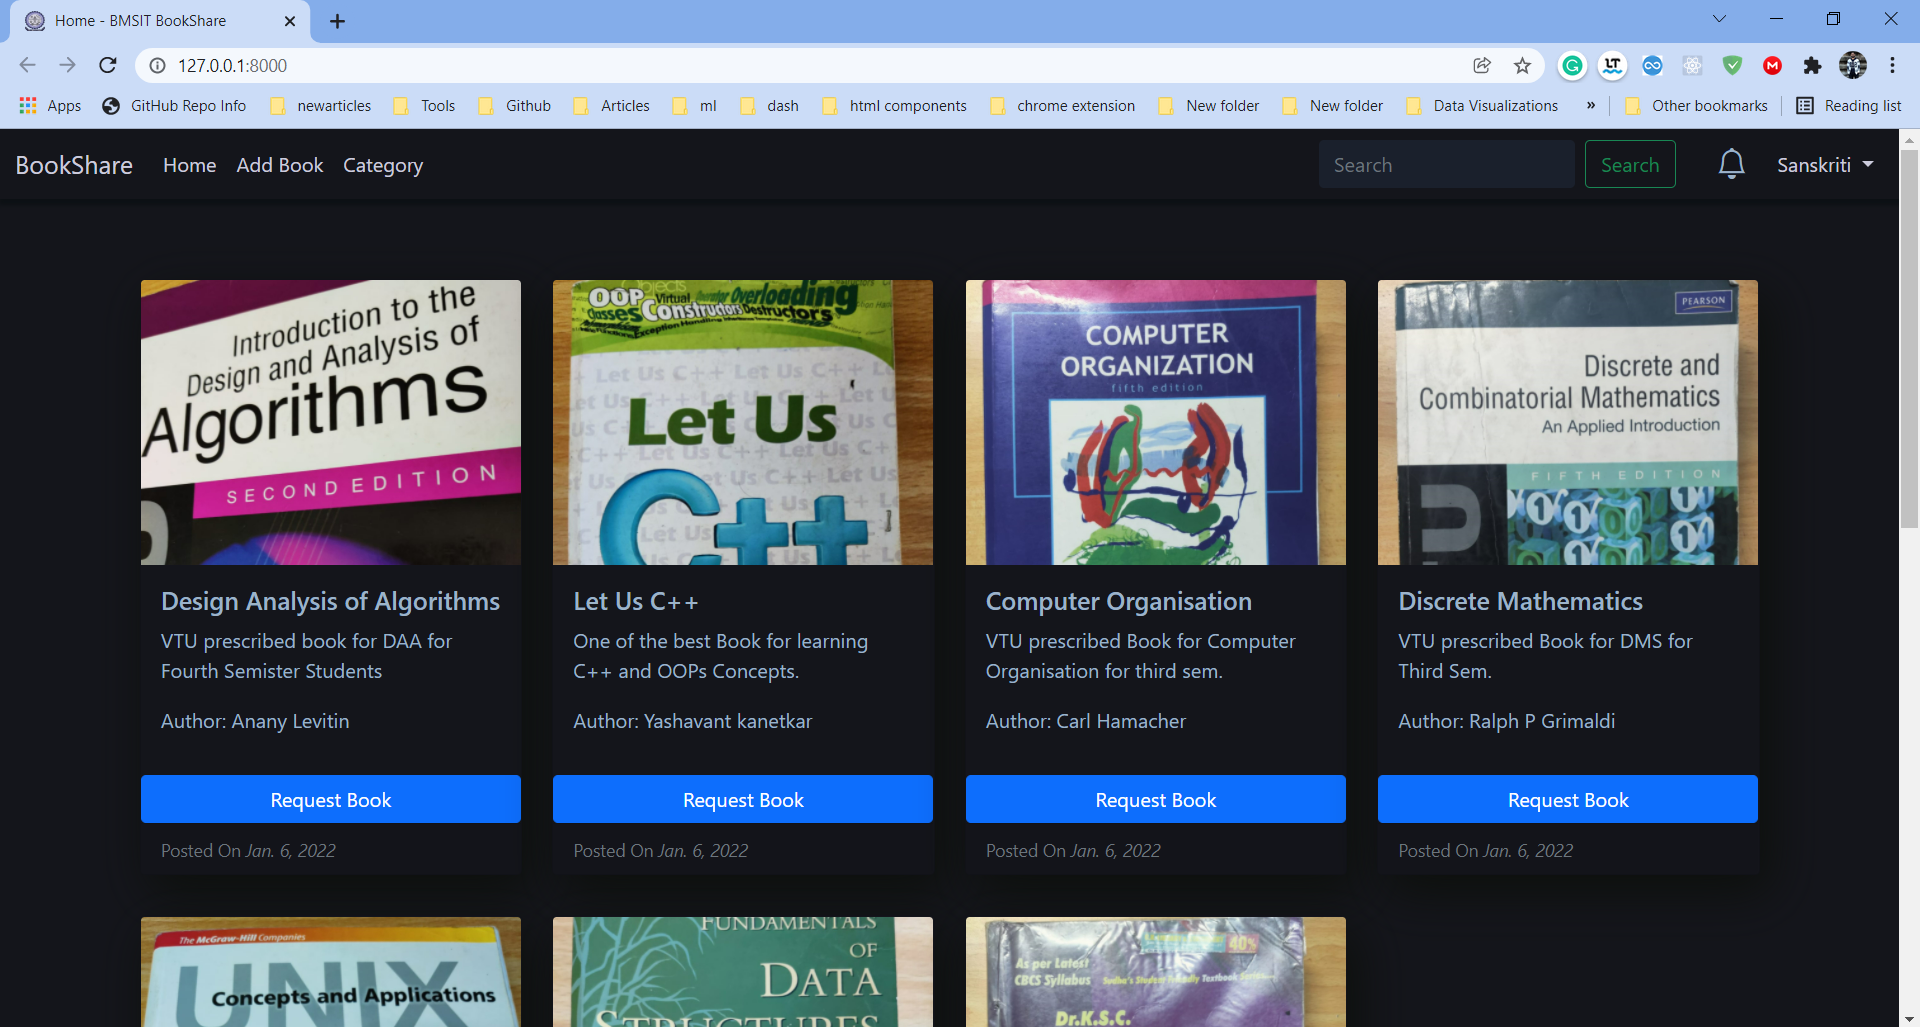 Home - BMSIT BookShare
127.0.0.1:8000
Apps GitHub Repo Info newarticles Tools Github Articles ml dash html components chrome extension New folder New folder Data Visualizations » Other bookmarks Reading list
BookShare Home Add Book Category Search Search Sanskriti
Introduction to the
Design and Analysis of
Algorithms
SECOND EDITION
Design Analysis of Algorithms
VTU prescribed book for DAA for
Fourth Semister Students
Author: Anany Levitin
Request Book
Posted On Jan. 6, 2022
Objects
OOP Virtual Overloading
Classes Constructors Destructors
Exception Handling
Let Us
C++
Let Us C++
One of the best Book for learning
C++ and OOPs Concepts.
Author: Yashavant kanetkar
Request Book
Posted On Jan. 6, 2022
COMPUTER
ORGANIZATION
fifth edition
Computer Organisation
VTU prescribed Book for Computer
Organisation for third sem.
Author: Carl Hamacher
Request Book
Posted On Jan. 6, 2022
PEARSON
Discrete and
Combinatorial Mathematics
An Applied Introduction
FIFTH EDITION
Discrete Mathematics
VTU prescribed Book for DMS for
Third Sem.
Author: Ralph P Grimaldi
Request Book
Posted On Jan. 6, 2022
The McGraw-Hill Companies
UNIX
Concepts and Applications
FUNDAMENTALS
OF
DATA
STRUCTURES
40%
As per Latest
CBCS Syllabus
Dr.K.S.C.